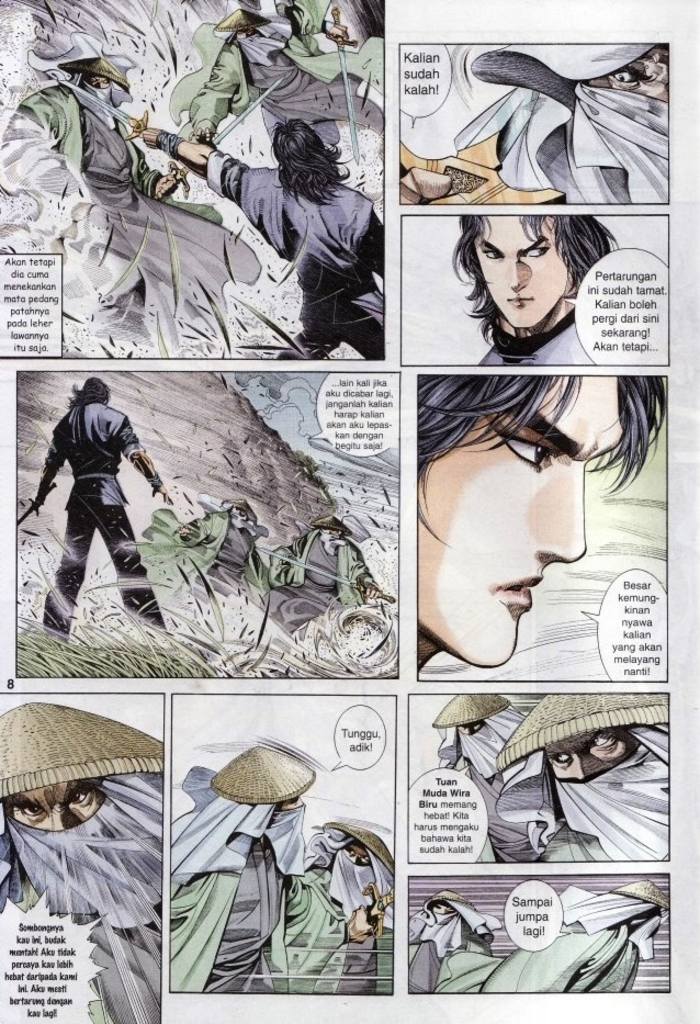 Akan tetapi
dia cuma
menekankan
mata pedang
patahnya
pada leher
lawannya
itu saja.
Kalian
sudah
kalah!
Pertarungan
ini sudah tamat.
Kalian boleh
pergi dari sini
sekarang!
Akan tetapi...
...lain kali jika
aku dicabar lagi,
janganlah kalian
harap kalian
akan aku lepas-
kan dengan
begitu saja!
Besar
kemung-
kinan
nyawa
kalian
yang akan
melayang
nanti!
8
Sombongnya
kau ini, budak
mentah! Aku tidak
percaya kau lebih
hebat daripada kami
ini. Aku mesti
bertarung dengan
kau lagi!
Tunggu,
adik!
Tuan
Muda Wira
Biru memang
hebat! Kita
harus mengaku
bahawa kita
sudah kalah!
Sampai
jumpa
lagi!